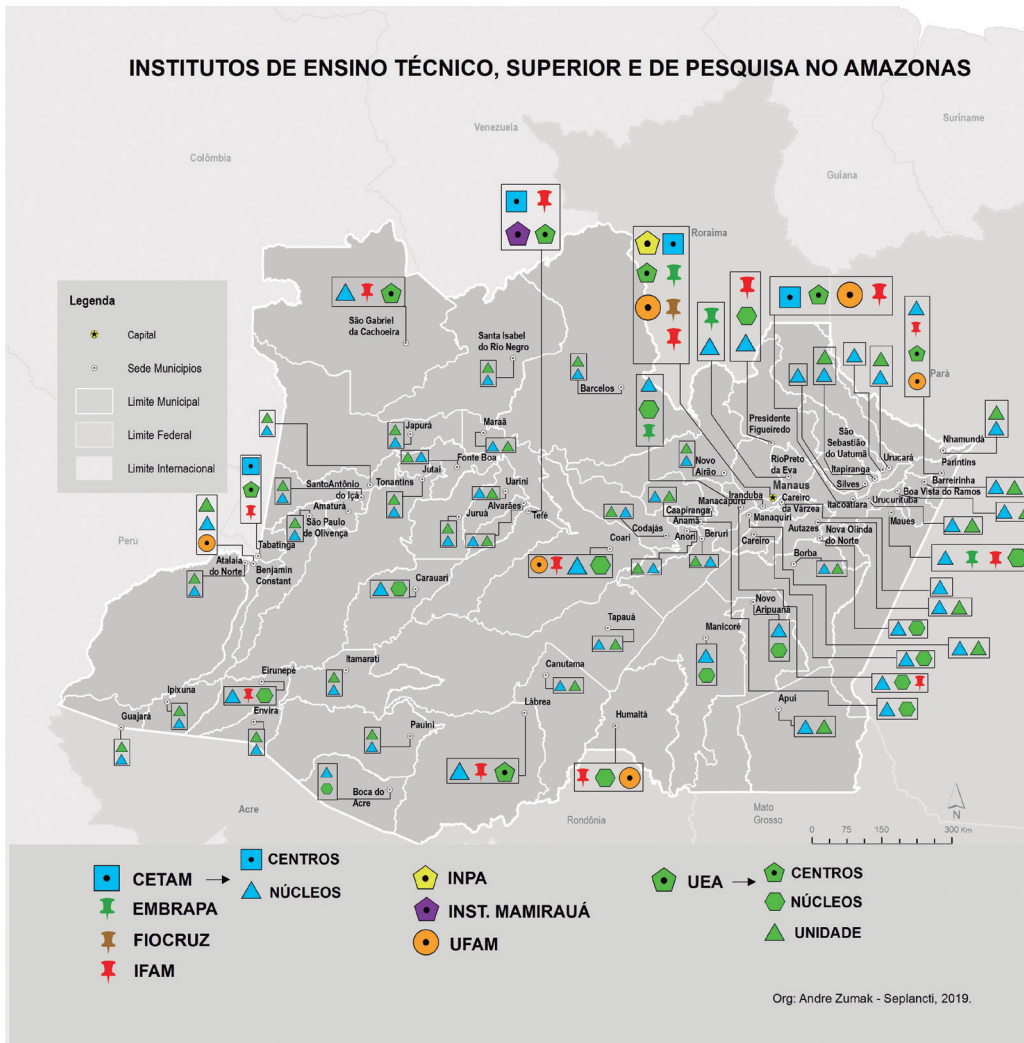 INSTITUTOS DE ENSINO TÉCNICO, SUPERIOR E DE PESQUISA NO AMAZONAS
Suriname
Venezuela
Colômbia
Guiana
Roraima
Pará
Peru
Acre
Rondônia
Mato
Grosso
Legenda
Capital
Sede Municipios
Limite Municipal
Limite Federal
Limite Internacional
São Gabriel
da Cachoeira
Santa Isabel
do Rio Negro
Barcelos
Japurá
Maraã
Fonte Boa
Jutai
Tonantins
SantoAntônio
do Içá
Amaturá
São Paulo
de Olivença
Tabatinga
Benjamin
Constant
Atalaia
do Norte
Uarini
Alvarães
Tefé
Juruá
Carauari
Coari
Codajás
Anori
Anamã
Caapiranga
Beruri
Manacapuru
Iranduba
Novo
Airão
Presidente
Figueiredo
RioPreto
da Eva
Manaus
Careiro
da Várzea
Manaquiri
Careiro
Autazes
Nova Olinda
do Norte
Borba
São
Sebastião
do Uatumã
Itapiranga
Silves
Itacoatiara
Urucará
Urucurituba
Maues
Boa Vista do Ramos
Barreirinha
Parintins
Nhamundá
Novo
Aripuanã
Manicoré
Tapauá
Canutama
Lábrea
Humaitá
Apui
Itamarati
Eirunepé
Envira
Ipixuna
Guajará
Pauini
Boca do
Acre
N
0 75 150 300 Km
CETAM
CENTROS
NÚCLEOS
EMBRAPA
FIOCRUZ
IFAM
INPA
INST. MAMIRAUÁ
UFAM
UEA
CENTROS
NÚCLEOS
UNIDADE
Org: Andre Zumak - Seplancti, 2019.